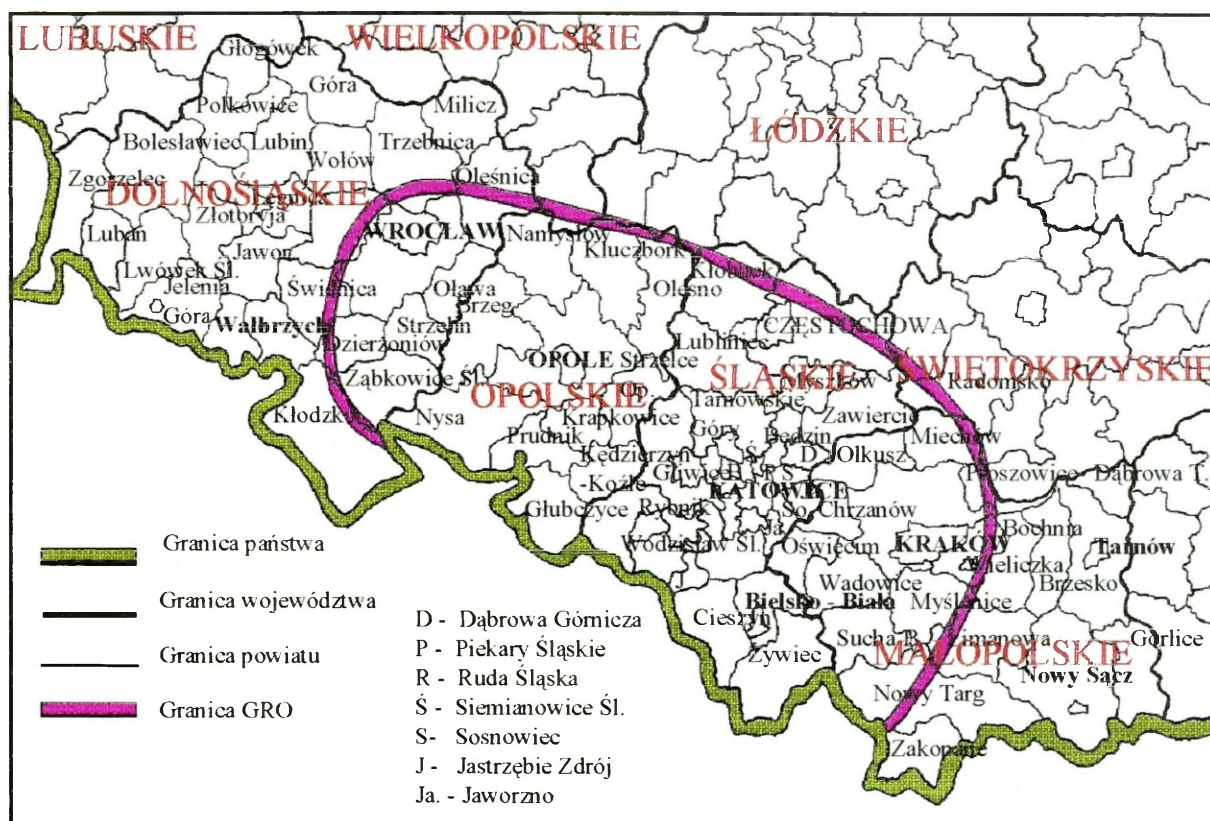 LUBUSKIE
WIELKOPOLSKIE
Głogówek
Góra
Polkowice
Milicz
ŁÓDZKIE
Bolesławiec
Lubin
Trzebnica
Wołów
Zgorzelec
Oleśnica
DOLNOŚLĄSKIE
Legnica
Złotoryja
Lubań
WROCŁAW
Namysłów
Jawor
Kluczbork
Kłobuck
Lwówek Śl.
Jelenia
Góra
Świdnica
Oława
Brzeg
Olesno
Wałbrzych
Strzelin
CZĘSTOCHOWA
Dzierżoniów
Lubliniec
OPOLE
Strzelce
Op.
ŚLĄSKIE
ŚWIĘTOKRZYSKIE
Ząbkowice Śl.
Myszków
Radomsko
OPOLSKIE
Tarnowskie
Góry
Kłodzko
Nysa
Krapkowice
Zawiercie
Prudnik
Będzin
Miechów
Kędzierzyn
-Koźle
Ś
D
Olkusz
Gliwice
R
P
S
Proszowice
Dąbrowa T.
KATOWICE
Głubczyce
Rybnik
So.
Chrzanów
Ja.
Bochnia
Wodzisław Śl.
Oświęcim
KRAKÓW
Tarnów
Wieliczka
J
Wadowice
Brzesko
Bielsko - Biała
Myślenice
Cieszyn
Sucha B.
Limanowa
Gorlice
Żywiec
MAŁOPOLSKIE
Nowy Sącz
Nowy Targ
Zakopane
Granica państwa
Granica województwa
Granica powiatu
Granica GRO
D - Dąbrowa Górnicza
P - Piekary Śląskie
R - Ruda Śląska
Ś - Siemianowice Śl.
S- Sosnowiec
J - Jastrzębie Zdrój
Ja. - Jaworzno